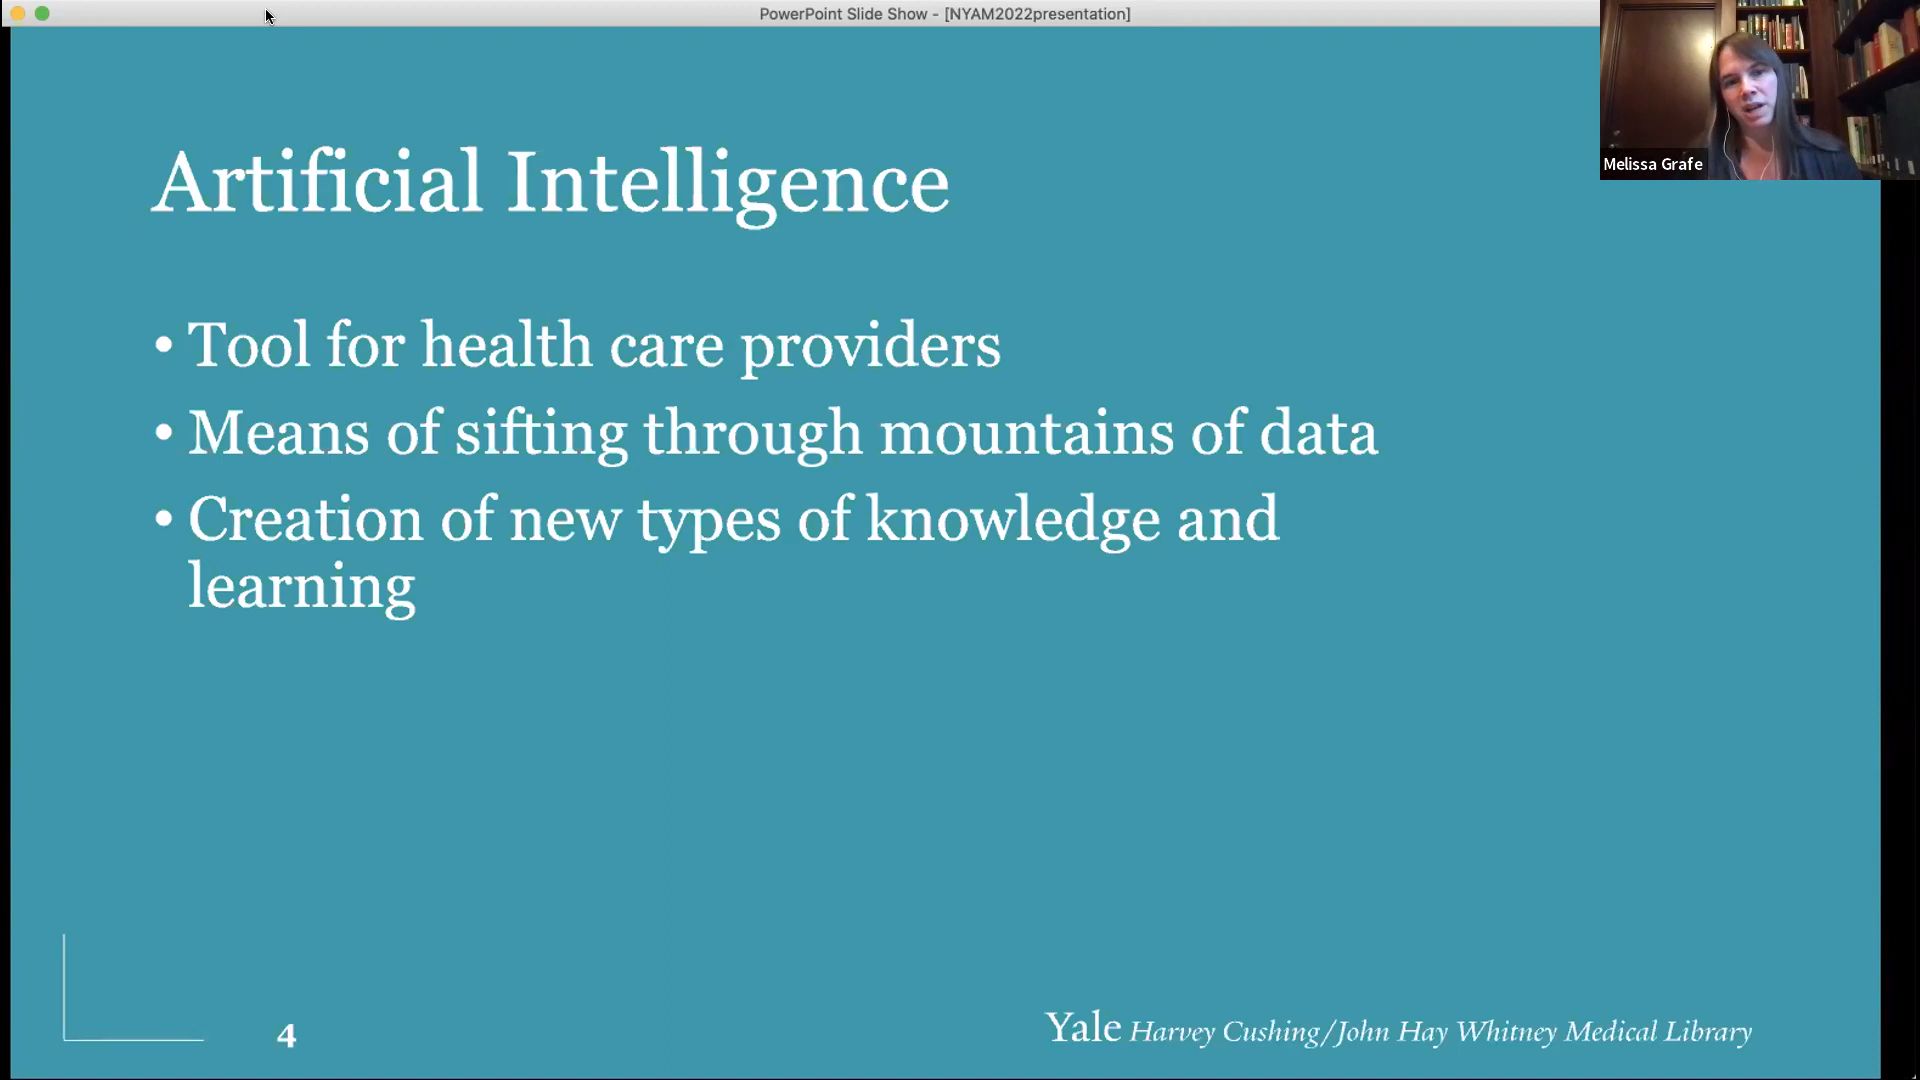 PowerPoint Slide Show - [NYAM2022presentation]
Melissa Grafe
Artificial Intelligence
• Tool for health care providers
• Means of sifting through mountains of data
• Creation of new types of knowledge and
learning
4
Yale Harvey Cushing/John Hay Whitney Medical Library